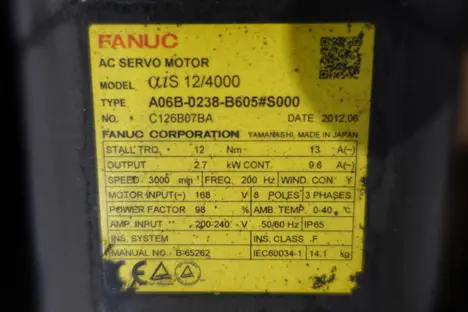 FANUC
AC SERVO MOTOR
MODEL αiS 12/4000
TYPE A06B-0238-B605#S000
NO. C126B07BA DATE 2012.06
FANUC CORPORATION YAMANASHI, MADE IN JAPAN
STALL TRQ. 12 Nm 13 A(~)
OUTPUT 2.7 kW CONT. 9.6 A(~)
SPEED 3000 min⁻¹ FREQ. 200 Hz WIND. CON Y
MOTOR INPUT(~) 168 V 8 POLES 3 PHASES
POWER FACTOR 98 % AMB. TEMP. 0-40 °C
AMP. INPUT 200-240 V 50/60 Hz IP65
INS. SYSTEM / INS. CLASS F
MANUAL NO. B-65262 IEC60034-1 14.1 kg
CE